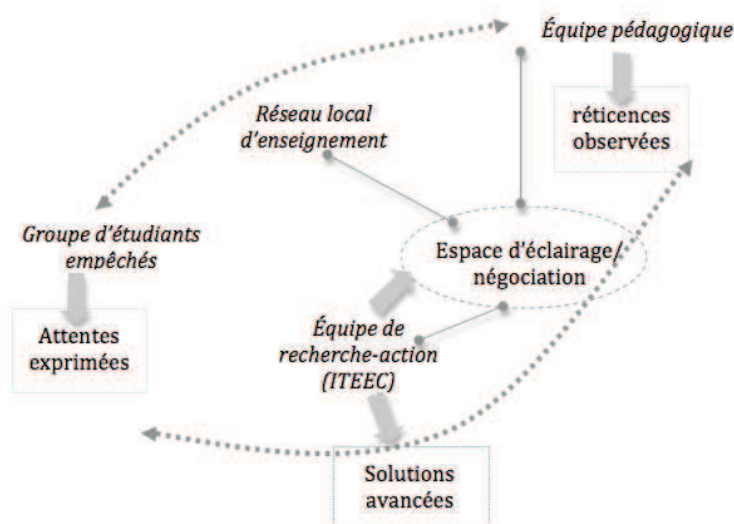 Équipe pédagogique
réticences
observées
Réseau local
d'enseignement
Groupe d'étudiants
empêchés
Espace d'éclairage/
négociation
Attentes
exprimées
Équipe de
recherche-action
(ITEEC)
Solutions
avancées